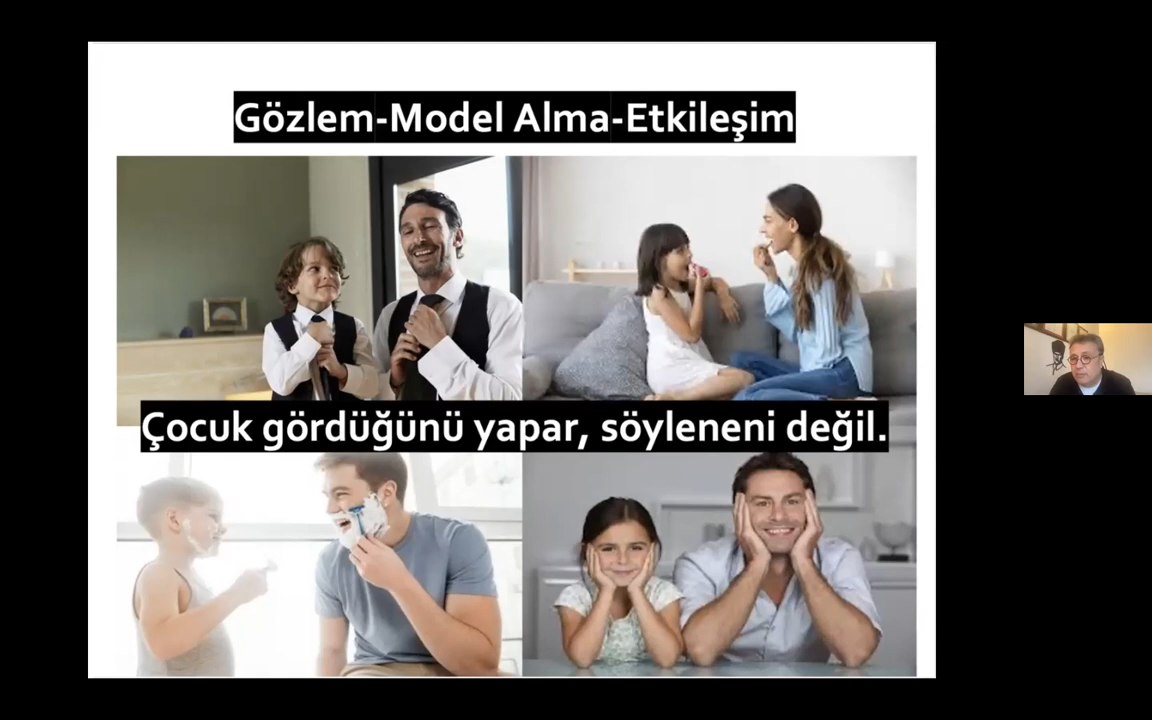 Gözlem-Model Alma-Etkileşim
Çocuk gördüğünü yapar, söyleneni değil.